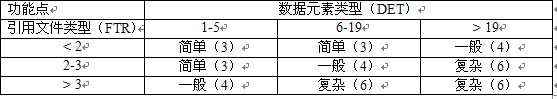 功能点 数据元素类型（DET）
引用文件类型（FTR） 1-5 6-19 > 19
< 2 简单（3） 简单（3） 一般（4）
2-3 简单（3） 一般（4） 复杂（6）
> 3 一般（4） 复杂（6） 复杂（6）